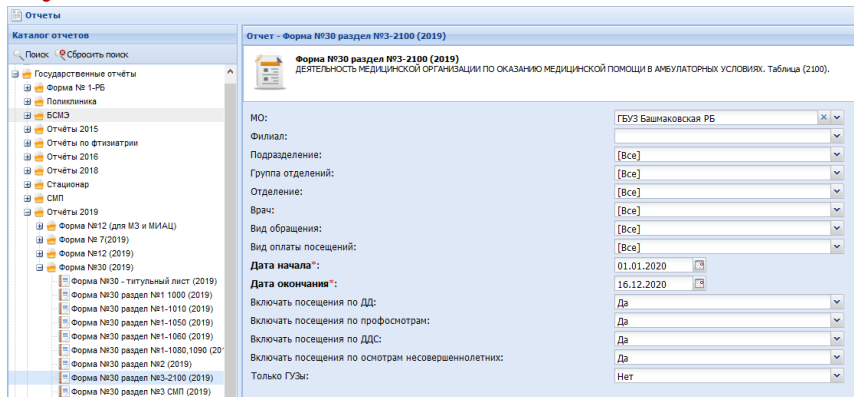 Отчеты
Каталог отчетов
Поиск Сбросить поиск
Государственные отчёты
Форма № 1-РБ
Поликлиника
БСМЭ
Отчёты 2015
Отчёты по фтизиатрии
Отчёты 2016
Отчёты 2018
Стационар
СМП
Отчёты 2019
Форма №12 (для МЗ и МИАЦ)
Форма № 7(2019)
Форма №12 (2019)
Форма №30 (2019)
Форма №30 - титульный лист (2019)
Форма №30 раздел №1 1000 (2019)
Форма №30 раздел №1-1010 (2019)
Форма №30 раздел №1-1050 (2019)
Форма №30 раздел №1-1060 (2019)
Форма №30 раздел №1-1080,1090 (20
Форма №30 раздел №2 (2019)
Форма №30 раздел №3-2100 (2019)
Форма №30 раздел №3 СМП (2019)
Отчет - Форма №30 раздел №3-2100 (2019)
Форма №30 раздел №3-2100 (2019)
ДЕЯТЕЛЬНОСТЬ МЕДИЦИНСКОЙ ОРГАНИЗАЦИИ ПО ОКАЗАНИЮ МЕДИЦИНСКОЙ ПОМОЩИ В АМБУЛАТОРНЫХ УСЛОВИЯХ. Таблица (2100).
МО: ГБУЗ Башмаковская РБ
Филиал:
Подразделение: [Все]
Группа отделений: [Все]
Отделение: [Все]
Врач: [Все]
Вид обращения: [Все]
Вид оплаты посещений: [Все]
Дата начала*: 01.01.2020
Дата окончания*: 16.12.2020
Включать посещения по ДД: Да
Включать посещения по профосмотрам: Да
Включать посещения по ДДС: Да
Включать посещения по осмотрам несовершеннолетних: Да
Только ГУЗы: Нет